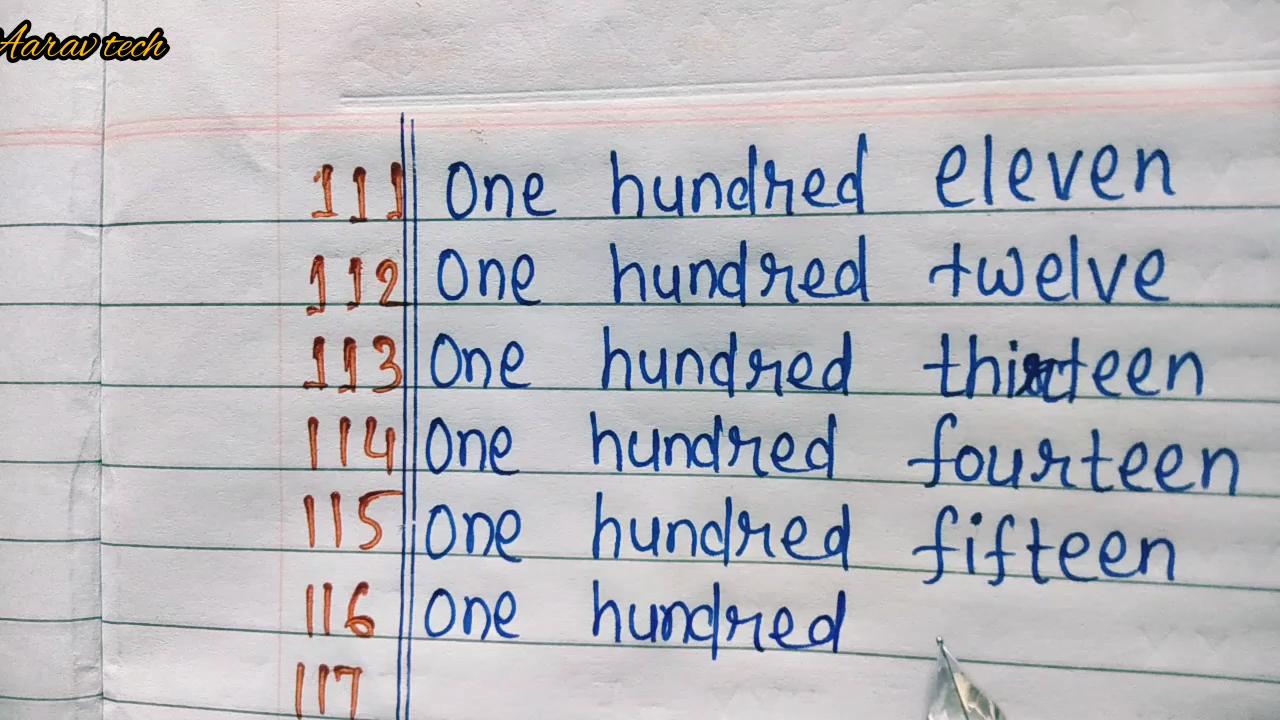 Aarav tech
111 One hundred eleven
112 One hundred twelve
113 One hundred thirteen
114 One hundred fourteen
115 One hundred fifteen
116 One hundred
117